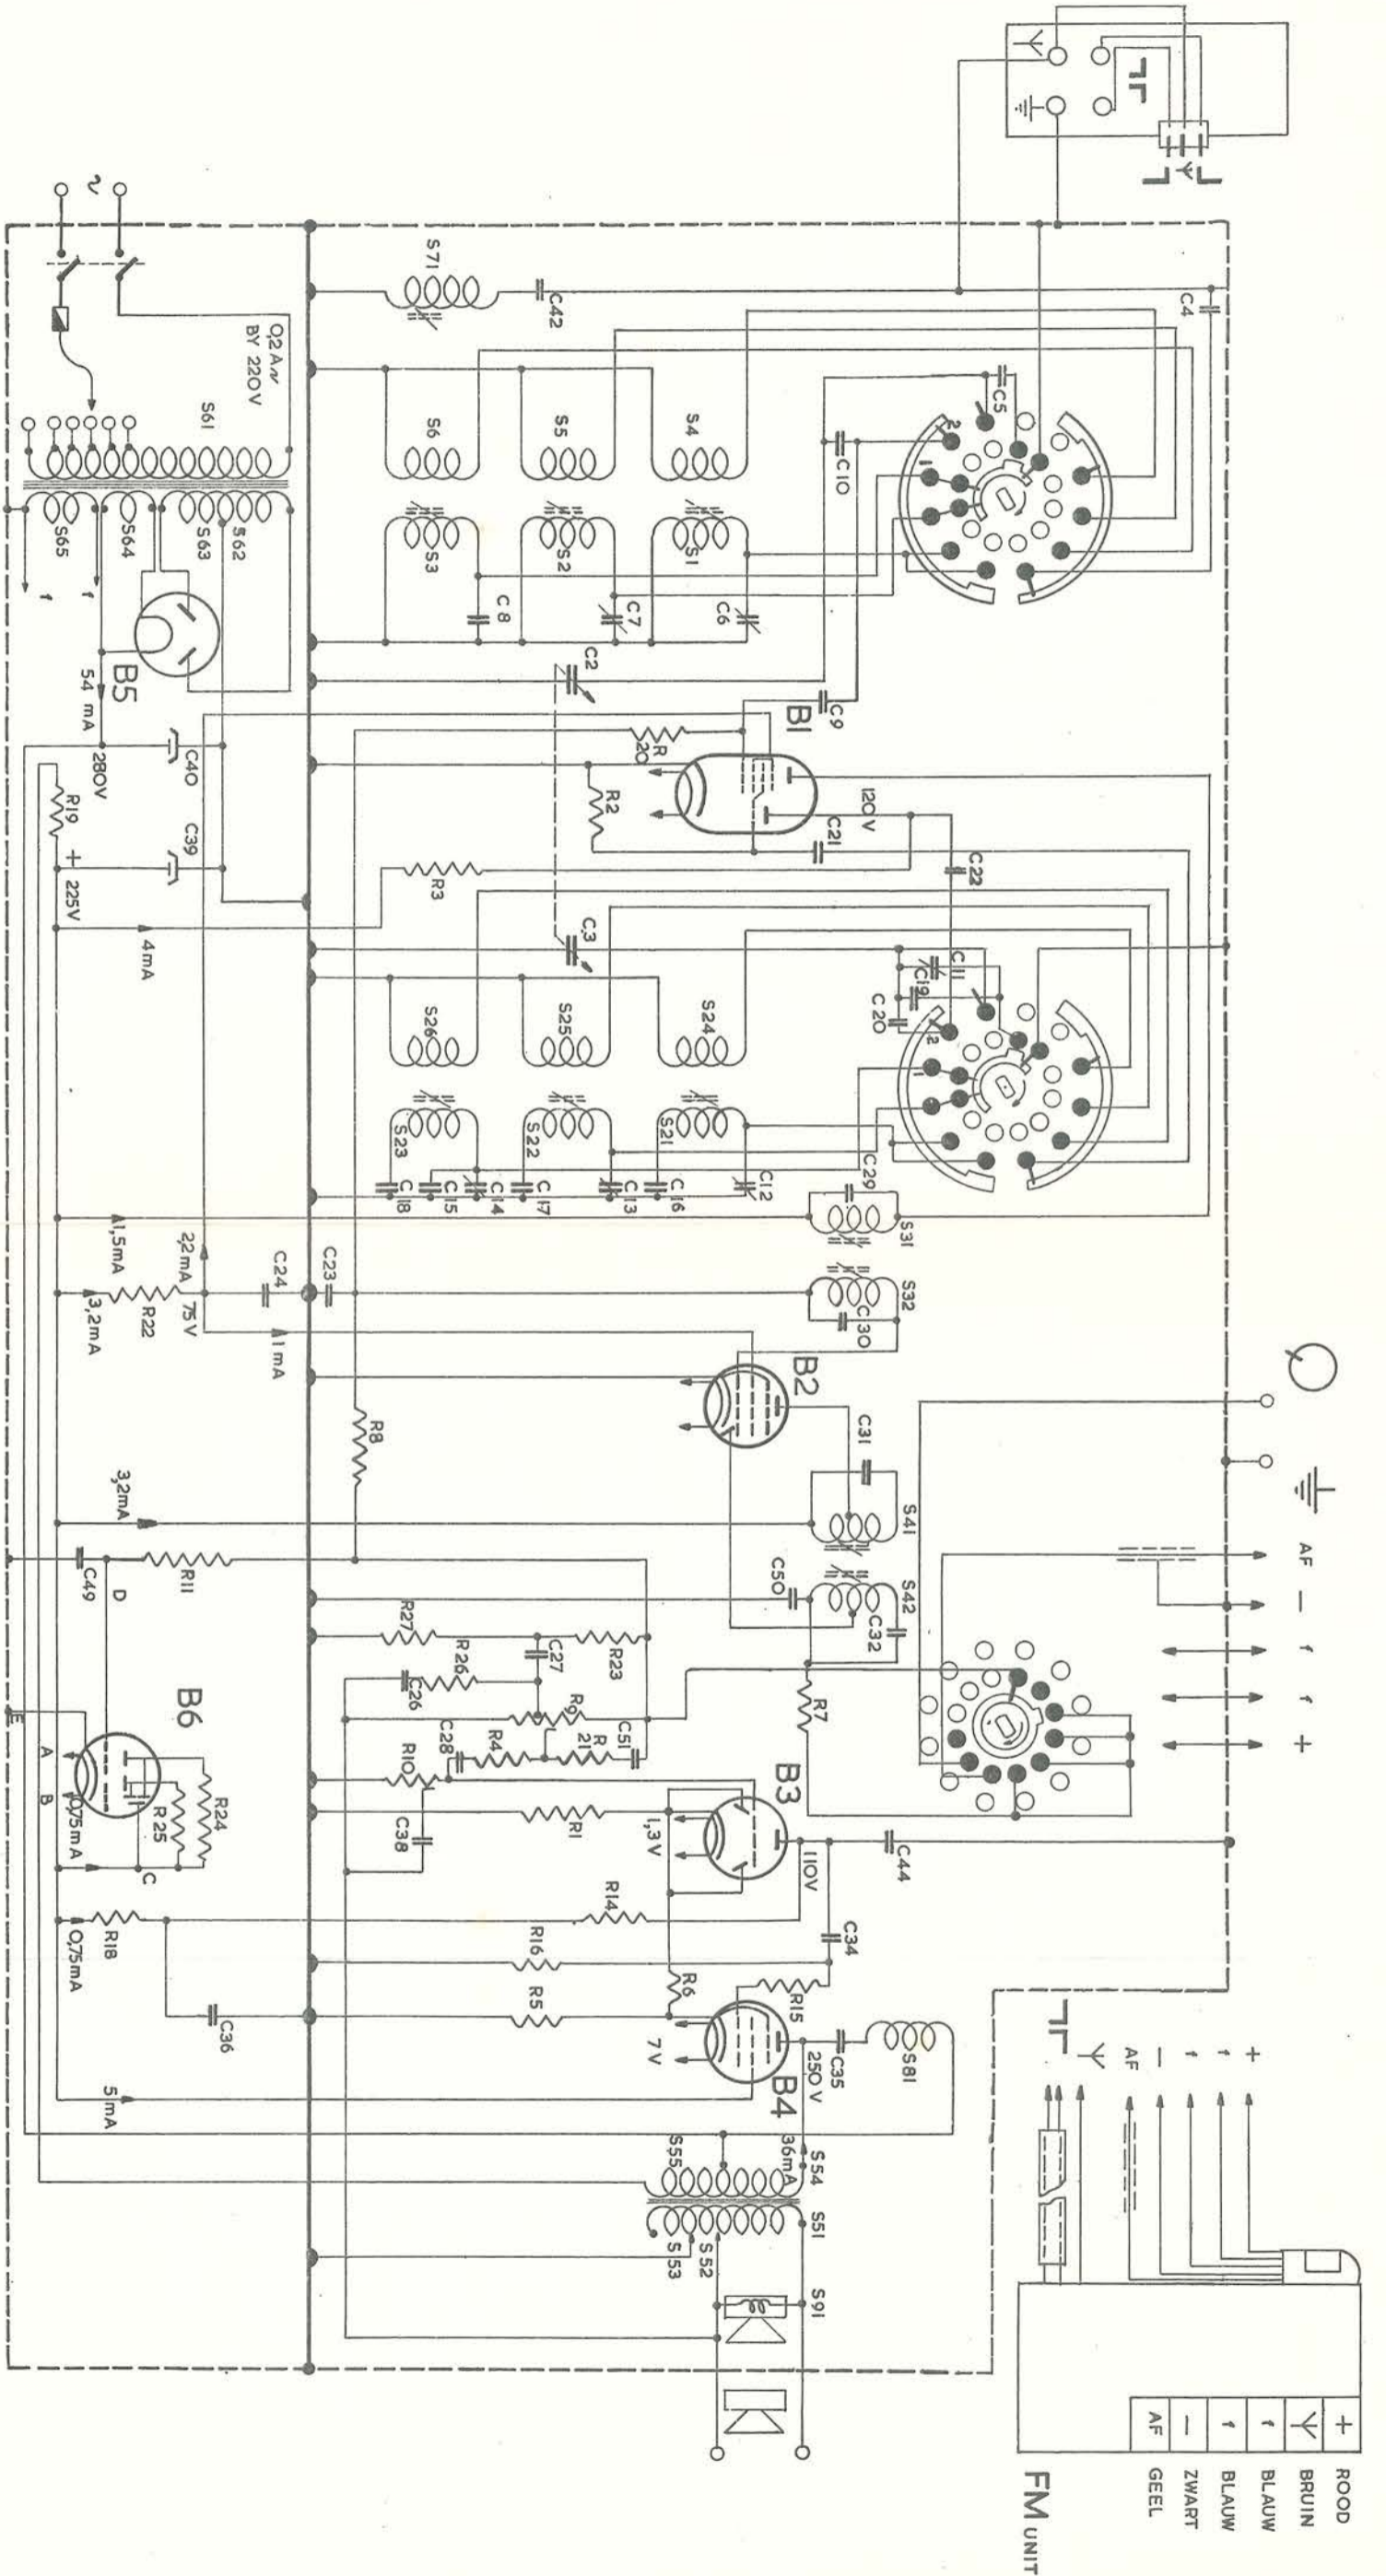 C4
C5
2
1
C10
S71
C42
S6
S5
S4
S3
S2
S1
C8
C7
C6
C2
C9
B1
~
0,2A~
BY 220V
S61
S65
S64
S63
S62
f
f
B5
54 mA
280V
C40
C39
R19
+
225V
4mA
R20
R2
120V
C21
C22
R3
C3
C11
C19
C20
2
1
S26
S25
S24
S23
S22
S21
C18
C15
C14
C17
C13
C16
C12
C29
S31
S32
C30
1,5mA
2,2mA
75V
3,2mA
R22
C24
C23
1 mA
B2
C31
S41
S42
C32
C50
R8
3,2mA
R11
C49
D
R27
R26
C27
R23
C26
R9
R7
C28
R4
R21
C51
R10
C38
R1
B3
1,3V
110V
C44
B6
E
A
B
0,75mA
R25
R24
C
R14
C34
R18
0,75mA
R16
R6
R15
R5
C36
7V
B4
250V
C35
S81
5mA
S55
36mA
S54
S51
S53
S52
S91
AF
—
f
f
+
+
f
f
—
AF
+
f
f
—
AF
ROOD
BRUIN
BLAUW
BLAUW
ZWART
GEEL
FM UNIT